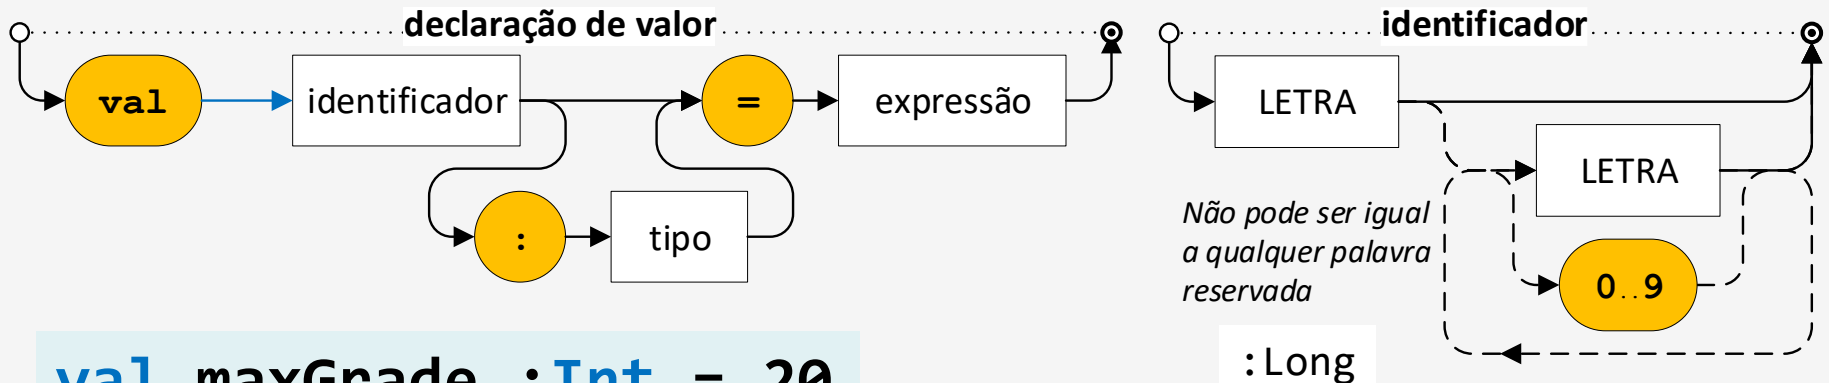 declaração de valor
val identificador = expressão
: tipo
identificador
LETRA
LETRA
0..9
Não pode ser igual
a qualquer palavra
reservada
val maxGrade :Int = 20
:Long